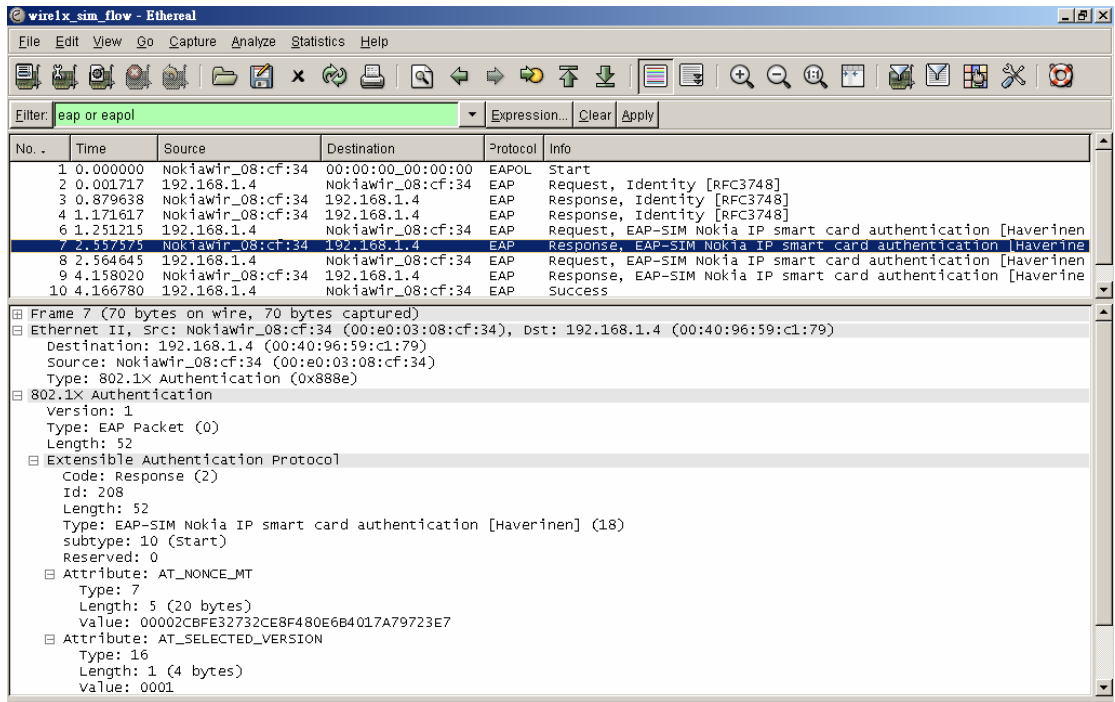 wire1x_sim_flow - Ethereal
File Edit View Go Capture Analyze Statistics Help
Filter: eap or eapol Expression... Clear Apply
No. . Time Source Destination Protocol Info
1 0.000000 NokiaWir_08:cf:34 00:00:00_00:00:00 EAPOL Start
2 0.001717 192.168.1.4 NokiaWir_08:cf:34 EAP Request, Identity [RFC3748]
3 0.879638 NokiaWir_08:cf:34 192.168.1.4 EAP Response, Identity [RFC3748]
4 1.171617 NokiaWir_08:cf:34 192.168.1.4 EAP Response, Identity [RFC3748]
6 1.251215 192.168.1.4 NokiaWir_08:cf:34 EAP Request, EAP-SIM Nokia IP smart card authentication [Haverinen
7 2.557575 NokiaWir_08:cf:34 192.168.1.4 EAP Response, EAP-SIM Nokia IP smart card authentication [Haverine
8 2.564645 192.168.1.4 NokiaWir_08:cf:34 EAP Request, EAP-SIM Nokia IP smart card authentication [Haverinen
9 4.158020 NokiaWir_08:cf:34 192.168.1.4 EAP Response, EAP-SIM Nokia IP smart card authentication [Haverine
10 4.166780 192.168.1.4 NokiaWir_08:cf:34 EAP Success
Frame 7 (70 bytes on wire, 70 bytes captured)
Ethernet II, Src: NokiaWir_08:cf:34 (00:e0:03:08:cf:34), Dst: 192.168.1.4 (00:40:96:59:c1:79)
Destination: 192.168.1.4 (00:40:96:59:c1:79)
Source: NokiaWir_08:cf:34 (00:e0:03:08:cf:34)
Type: 802.1X Authentication (0x888e)
802.1X Authentication
Version: 1
Type: EAP Packet (0)
Length: 52
Extensible Authentication Protocol
Code: Response (2)
Id: 208
Length: 52
Type: EAP-SIM Nokia IP smart card authentication [Haverinen] (18)
subtype: 10 (Start)
Reserved: 0
Attribute: AT_NONCE_MT
Type: 7
Length: 5 (20 bytes)
Value: 00002CBFE32732CE8F480E6B4017A79723E7
Attribute: AT_SELECTED_VERSION
Type: 16
Length: 1 (4 bytes)
Value: 0001